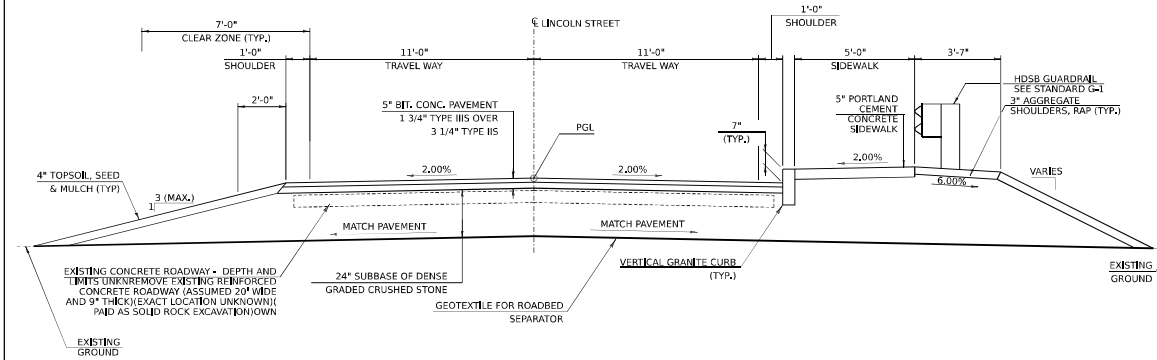 7'-0"
CLEAR ZONE (TYP.)
1'-0"
SHOULDER
11'-0"
TRAVEL WAY
℄ LINCOLN STREET
11'-0"
TRAVEL WAY
1'-0"
SHOULDER
5'-0"
SIDEWALK
3'-7"
2'-0"
5" BIT. CONC. PAVEMENT
1 3/4" TYPE IIIS OVER
3 1/4" TYPE IIS
PGL
7"
(TYP.)
5" PORTLAND
CEMENT
CONCRETE
SIDEWALK
HDSB GUARDRAIL
SEE STANDARD G-1
3" AGGREGATE
SHOULDERS, RAP (TYP.)
4" TOPSOIL, SEED
& MULCH (TYP)
3 (MAX.)
1
2.00%
2.00%
2.00%
6.00%
VARIES
MATCH PAVEMENT
MATCH PAVEMENT
EXISTING CONCRETE ROADWAY - DEPTH AND
LIMITS UNKNREMOVE EXISTING REINFORCED
CONCRETE ROADWAY (ASSUMED 20' WIDE
AND 9" THICK)(EXACT LOCATION UNKNOWN)(
PAID AS SOLID ROCK EXCAVATION)OWN
24" SUBBASE OF DENSE
GRADED CRUSHED STONE
GEOTEXTILE FOR ROADBED
SEPARATOR
VERTICAL GRANITE CURB
(TYP.)
EXISTING
GROUND
EXISTING
GROUND